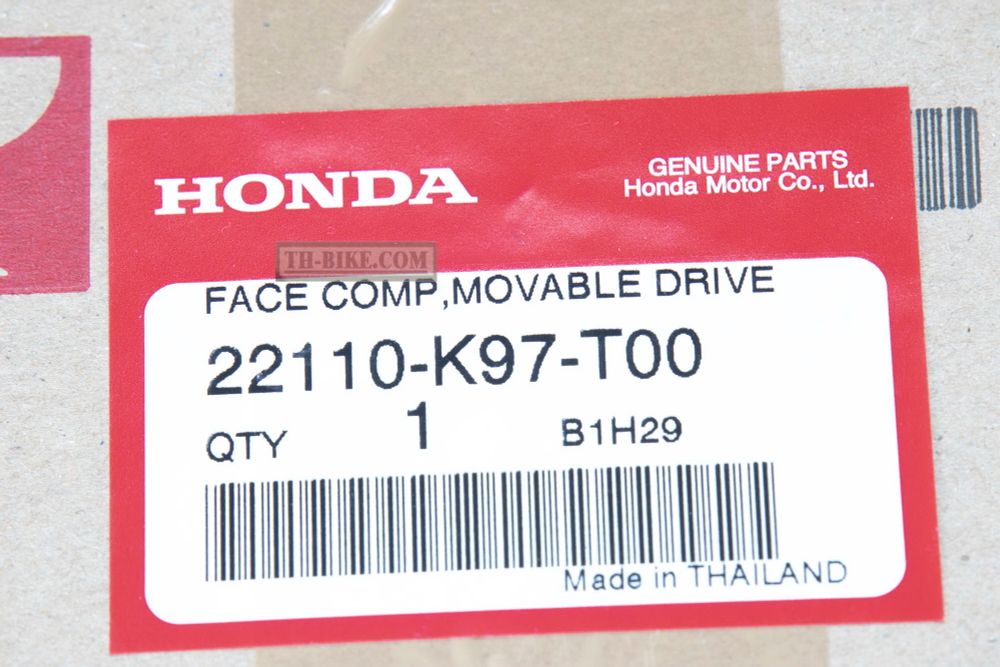 HONDA
GENUINE PARTS
Honda Motor Co., Ltd.
TH-BIKE.COM
FACE COMP,MOVABLE DRIVE
22110-K97-T00
QTY 1 B1H29
Made in THAILAND